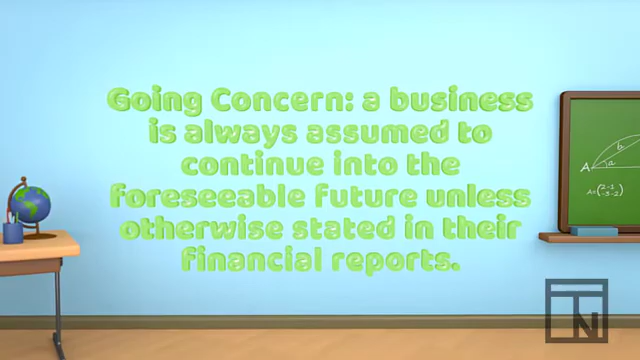 Going Concern: a business
is always assumed to
continue into the
foreseeable future unless
otherwise stated in their
financial reports.
A
b
a
TN